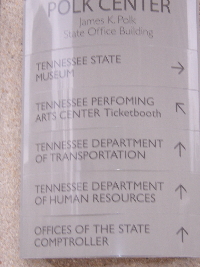 POLK CENTER
James K. Polk
State Office Building
TENNESSEE STATE
MUSEUM
TENNESSEE PERFOMING
ARTS CENTER Ticketbooth
TENNESSEE DEPARTMENT
OF TRANSPORTATION
TENNESSEE DEPARTMENT
OF HUMAN RESOURCES
OFFICES OF THE STATE
COMPTROLLER